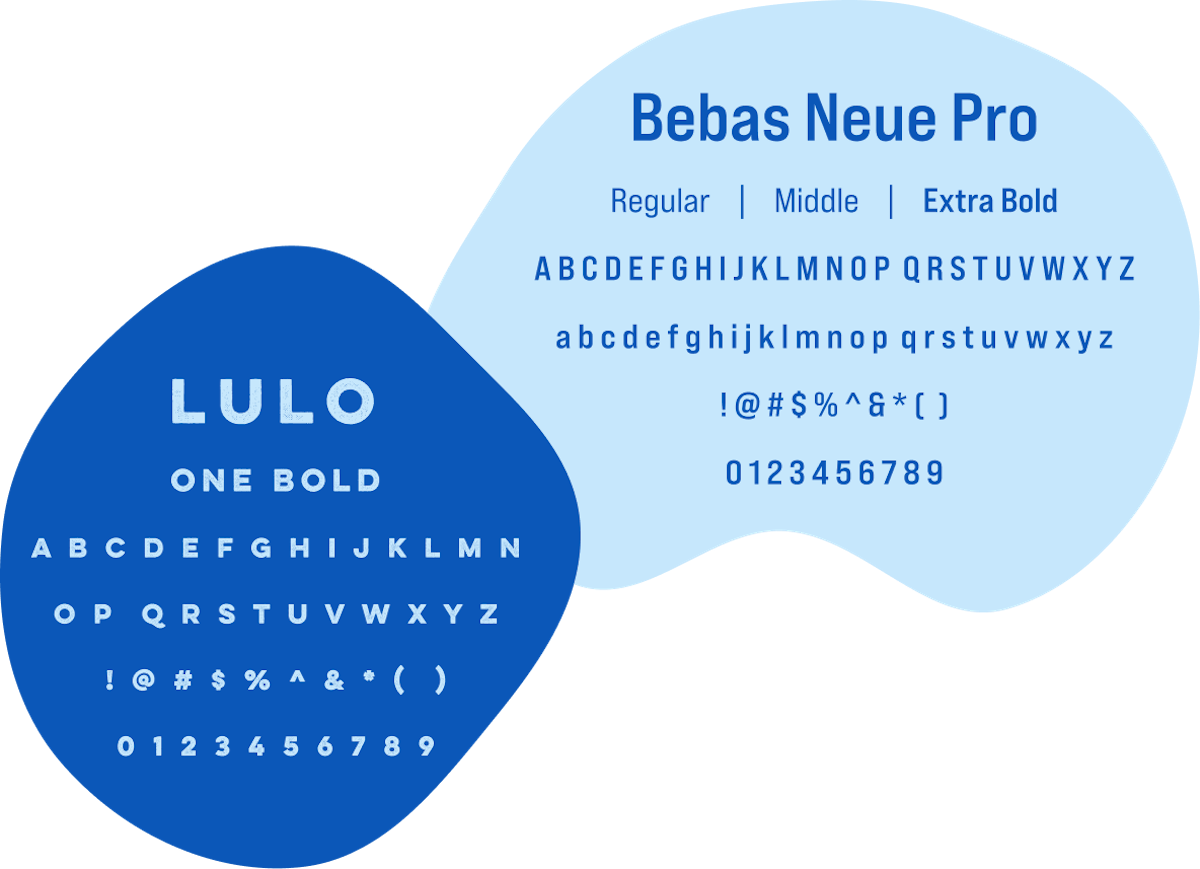 Bebas Neue Pro
Regular | Middle | Extra Bold
A B C D E F G H I J K L M N O P Q R S T U V W X Y Z
a b c d e f g h i j k l m n o p q r s t u v w x y z
! @ # $ % ^ & * ( )
0 1 2 3 4 5 6 7 8 9
LULO
ONE BOLD
A B C D E F G H I J K L M N
O P Q R S T U V W X Y Z
! @ # $ % ^ & * ( )
0 1 2 3 4 5 6 7 8 9